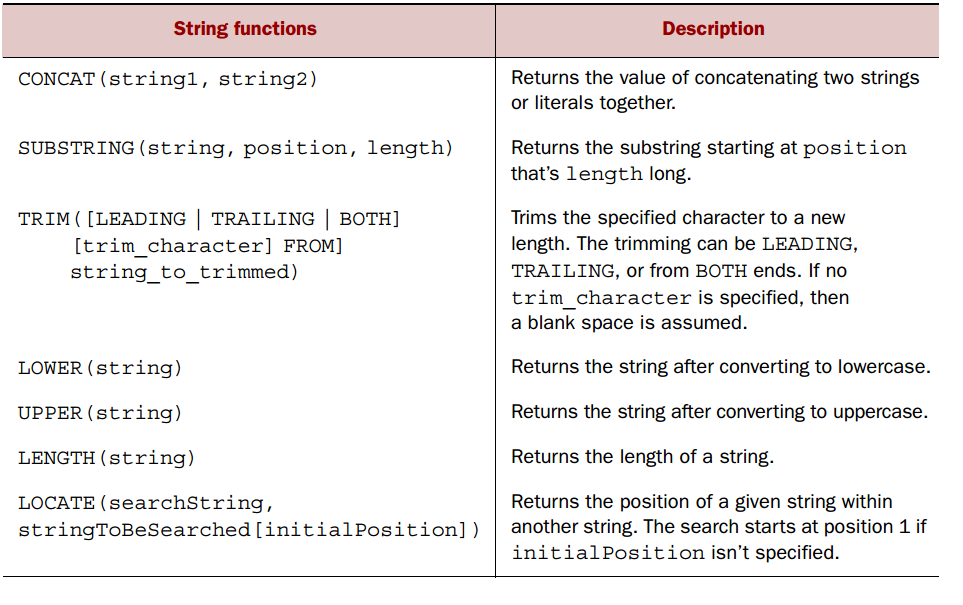 String functions Description
CONCAT(string1, string2) Returns the value of concatenating two strings
or literals together.
SUBSTRING(string, position, length) Returns the substring starting at position
that's length long.
TRIM([LEADING | TRAILING | BOTH] Trims the specified character to a new
[trim_character] FROM] length. The trimming can be LEADING,
string_to_trimmed) TRAILING, or from BOTH ends. If no
trim_character is specified, then
a blank space is assumed.
LOWER(string) Returns the string after converting to lowercase.
UPPER(string) Returns the string after converting to uppercase.
LENGTH(string) Returns the length of a string.
LOCATE(searchString, Returns the position of a given string within
stringToBeSearched[initialPosition]) another string. The search starts at position 1 if
initialPosition isn't specified.